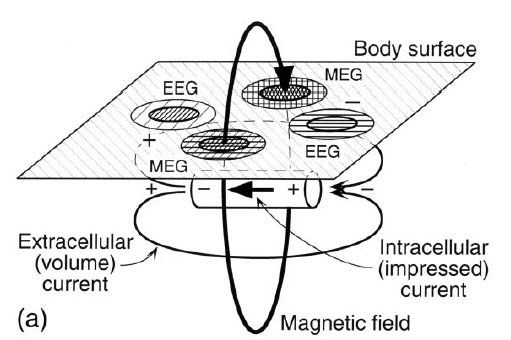 Body surface
MEG
EEG
−
+
MEG
EEG
+
−
+
−
Extracellular
(volume)
current
Intracellular
(impressed)
current
(a)
Magnetic field